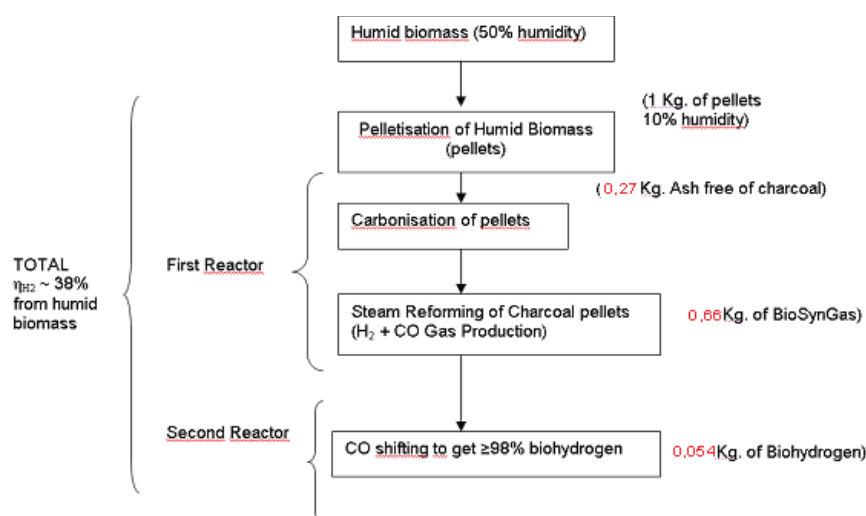 Humid biomass (50% humidity)
(1 Kg. of pellets
10% humidity)
Pelletisation of Humid Biomass
(pellets)
(0,27 Kg. Ash free of charcoal)
Carbonisation of pellets
First Reactor
TOTAL
ηH2 ~ 38%
from humid
biomass
Steam Reforming of Charcoal pellets
(H₂ + CO Gas Production)
0,66Kg. of BioSynGas)
Second Reactor
CO shifting to get ≥98% biohydrogen
0,054Kg. of Biohydrogen)